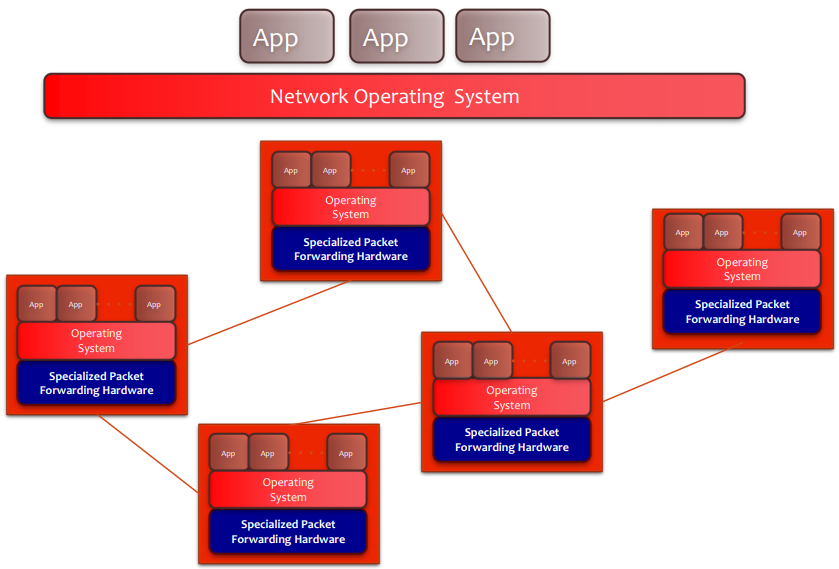 App App App
Network Operating System
App App App
Operating
System
Specialized Packet
Forwarding Hardware
App App App
Operating
System
Specialized Packet
Forwarding Hardware
App App App
Operating
System
Specialized Packet
Forwarding Hardware
App App App
Operating
System
Specialized Packet
Forwarding Hardware
App App App
Operating
System
Specialized Packet
Forwarding Hardware